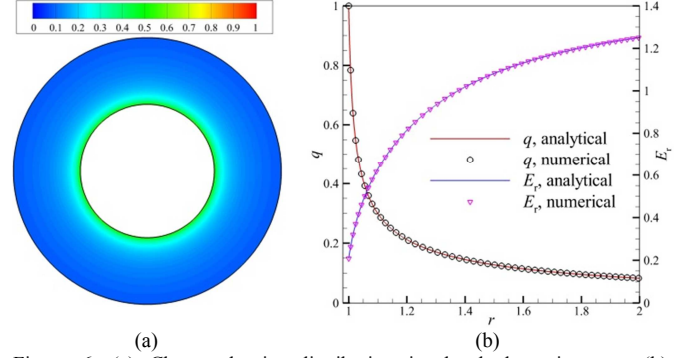 0 0.1 0.2 0.3 0.4 0.5 0.6 0.7 0.8 0.9 1
(a)
q
1
0.8
0.6
0.4
0.2
0
1.4
1.2
1
0.8
0.6
0.4
0.2
0
E_r
q, analytical
q, numerical
E_r, analytical
E_r, numerical
1 1.2 1.4 1.6 1.8 2
r
(b)